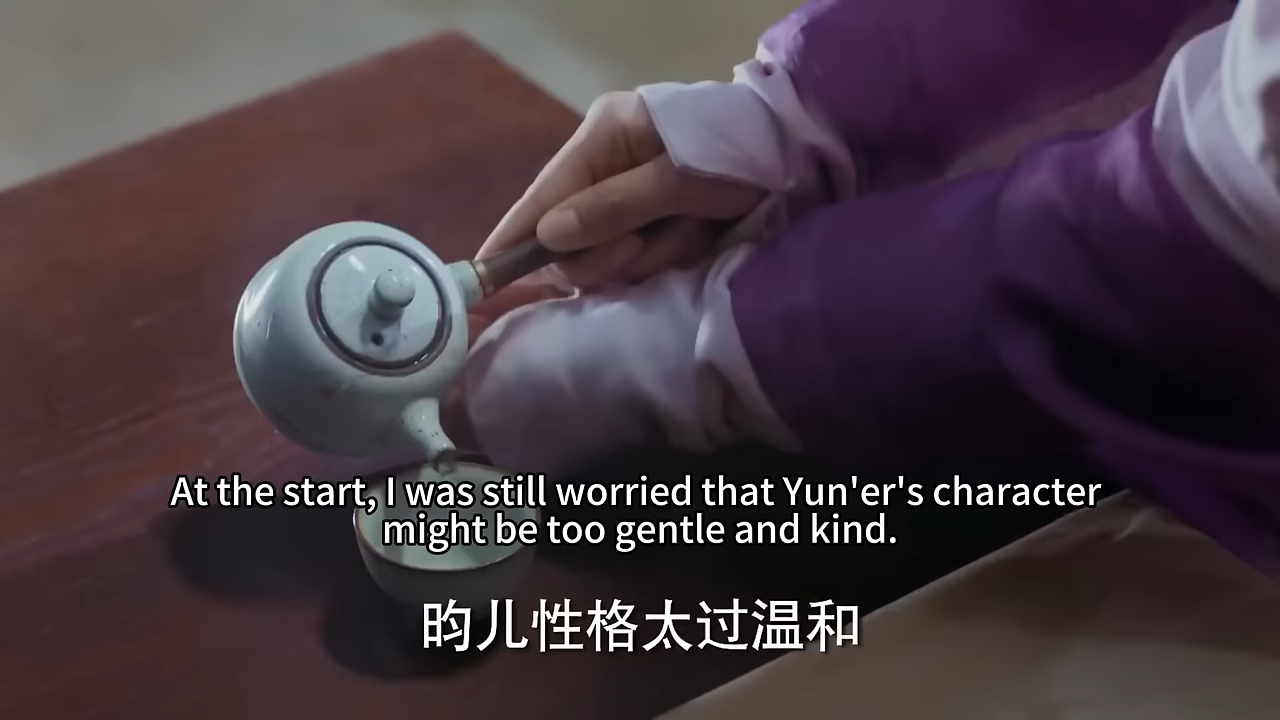 At the start, I was still worried that Yun'er's character
might be too gentle and kind.
昀儿性格太过温和